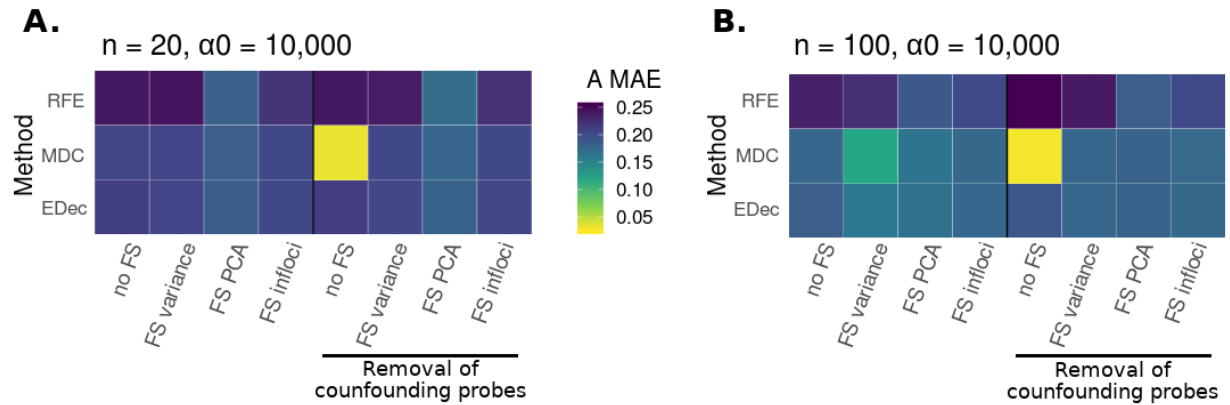 A.
n = 20, α0 = 10,000
Method
RFE
MDC
EDec
no FS
FS variance
FS PCA
FS infloci
no FS
FS variance
FS PCA
FS infloci
Removal of
counfounding probes
A MAE
0.25
0.20
0.15
0.10
0.05
B.
n = 100, α0 = 10,000
Method
RFE
MDC
EDec
no FS
FS variance
FS PCA
FS infloci
no FS
FS variance
FS PCA
FS infloci
Removal of
counfounding probes